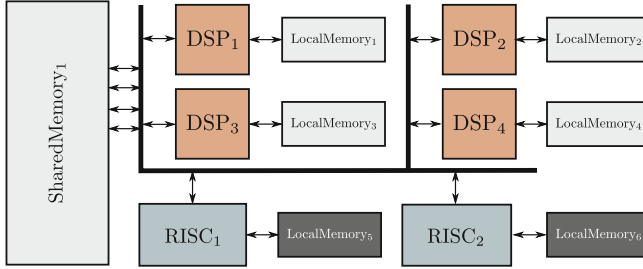 SharedMemory₁
DSP₁
LocalMemory₁
DSP₂
LocalMemory₂
DSP₃
LocalMemory₃
DSP₄
LocalMemory₄
RISC₁
LocalMemory₅
RISC₂
LocalMemory₆